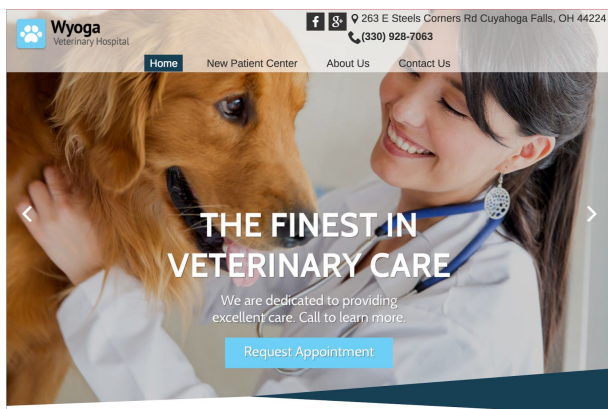 Wyoga
Veterinary Hospital
263 E Steels Corners Rd Cuyahoga Falls, OH 44224
(330) 928-7063
Home New Patient Center About Us Contact Us
THE FINEST IN
VETERINARY CARE
We are dedicated to providing
excellent care. Call to learn more.
Request Appointment